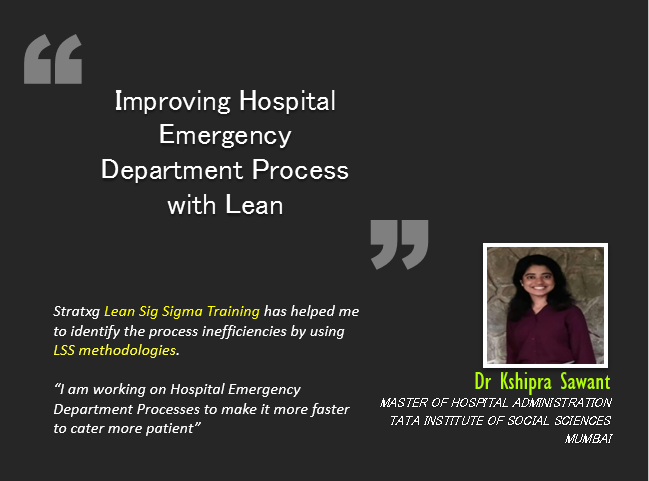 “
Improving Hospital
Emergency
Department Process
with Lean
”
Stratxg Lean Sig Sigma Training has helped me
to identify the process inefficiencies by using
LSS methodologies.
“I am working on Hospital Emergency
Department Processes to make it more faster
to cater more patient”
Dr Kshipra Sawant
MASTER OF HOSPITAL ADMINISTRATION
TATA INSTITUTE OF SOCIAL SCIENCES
MUMBAI